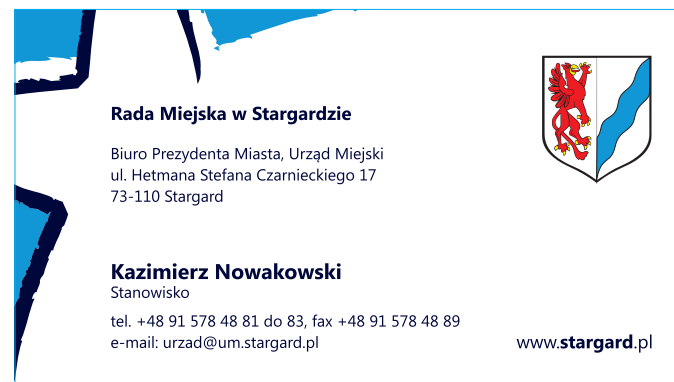 Rada Miejska w Stargardzie
Biuro Prezydenta Miasta, Urząd Miejski
ul. Hetmana Stefana Czarnieckiego 17
73-110 Stargard
Kazimierz Nowakowski
Stanowisko
tel. +48 91 578 48 81 do 83, fax +48 91 578 48 89
e-mail: urzad@um.stargard.pl
www.stargard.pl